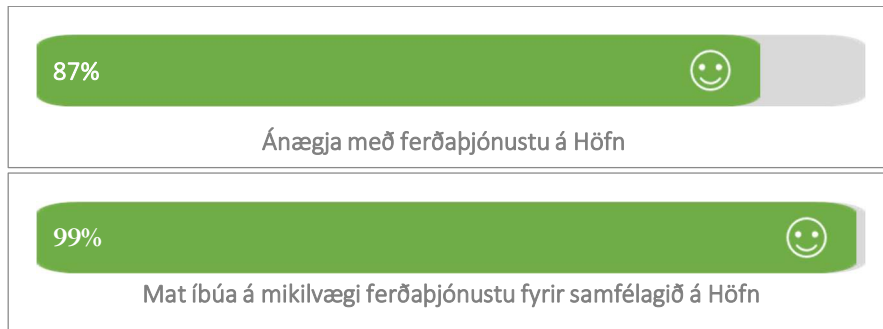 87%
Ánægja með ferðaþjónustu á Höfn
99%
Mat íbúa á mikilvægi ferðaþjónustu fyrir samfélagið á Höfn